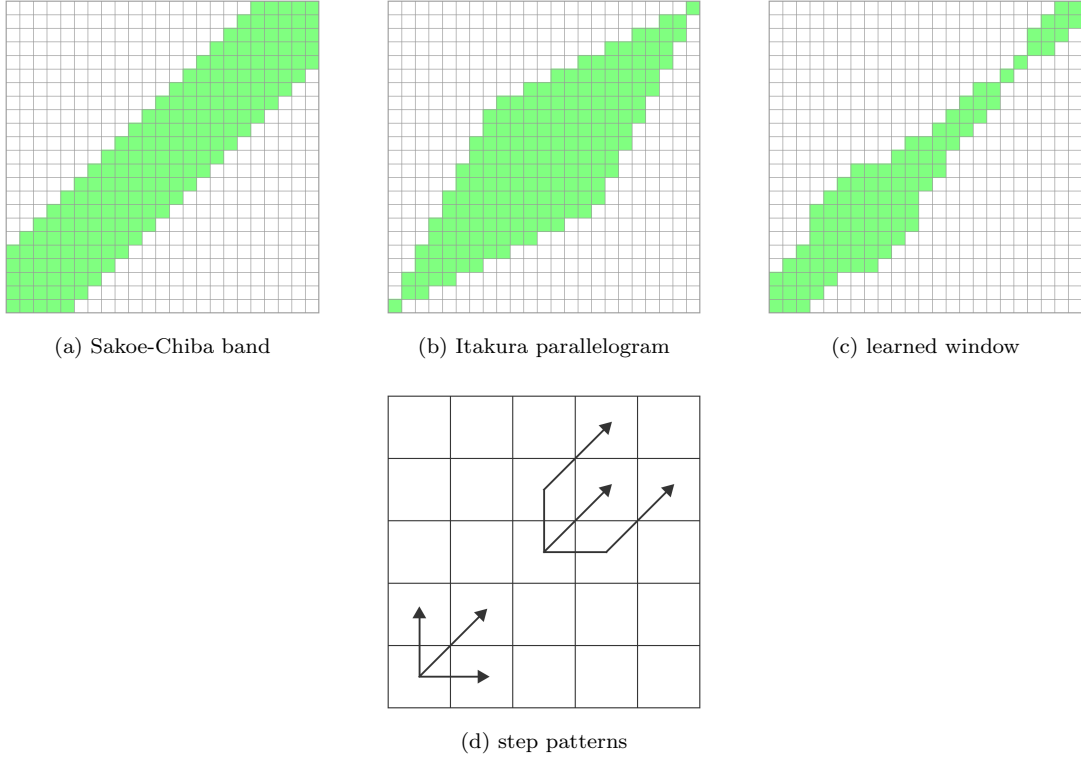 (a) Sakoe-Chiba band
(b) Itakura parallelogram
(c) learned window
(d) step patterns